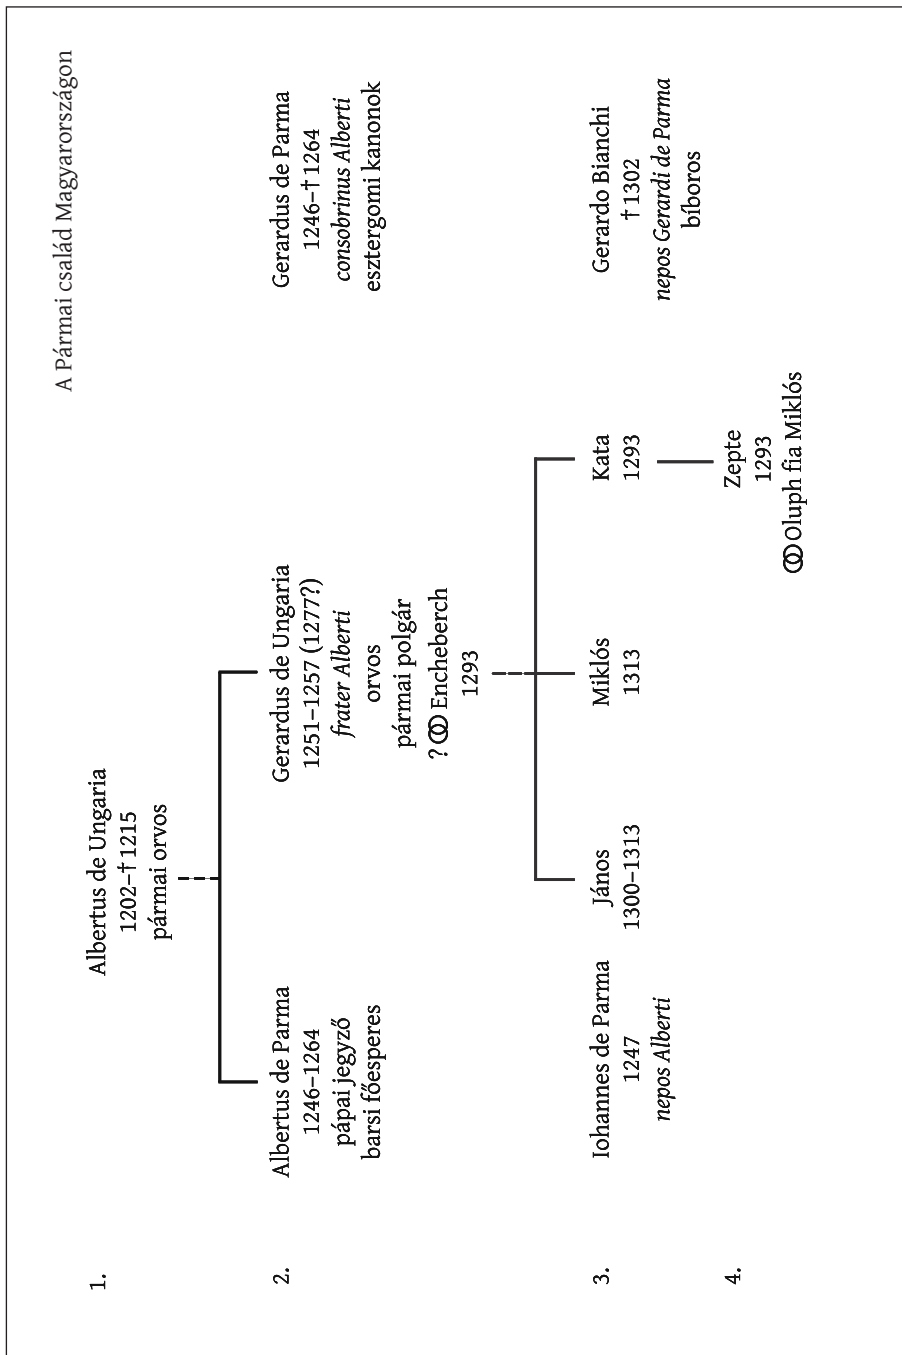 A Pármai család Magyarországon
1.
Albertus de Ungaria
1202–†1215
pármai orvos
2.
Albertus de Parma
1246–1264
pápai jegyző
barsi főesperes
Gerardus de Ungaria
1251–1257 (1277?)
frater Alberti
orvos
pármai polgár
? ⚭ Encheberch
1293
Gerardus de Parma
1246–†1264
consobrinus Alberti
esztergomi kanonok
3.
Iohannes de Parma
1247
nepos Alberti
János
1300–1313
Miklós
1313
Kata
1293
Gerardo Bianchi
†1302
nepos Gerardi de Parma
bíboros
4.
Zepte
1293
⚭ Oluph fia Miklós